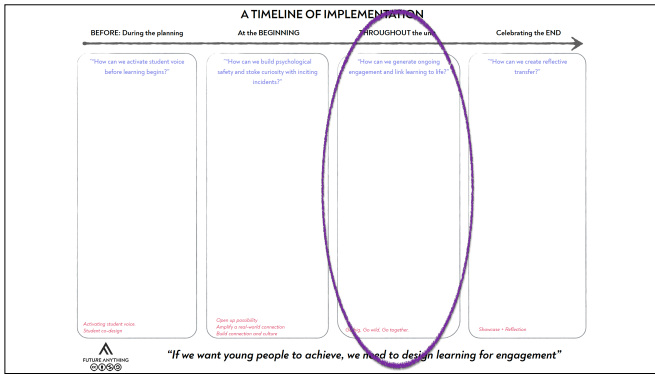 A TIMELINE OF IMPLEMENTATION
BEFORE: During the planning
At the BEGINNING
THROUGHOUT the unit
Celebrating the END
"How can we activate student voice
before learning begins?"
"How can we build psychological
safety and stoke curiosity with inciting
incidents?"
"How can we generate ongoing
engagement and link learning to life?"
"How can we create reflective
transfer?"
Activating student voice
Student co-design
Open up possibility
Amplify a real-world connection
Build connection and culture
Go wild, Go together
Showcase + Reflection
FUTURE ANYTHING
"If we want young people to achieve, we need to design learning for engagement"